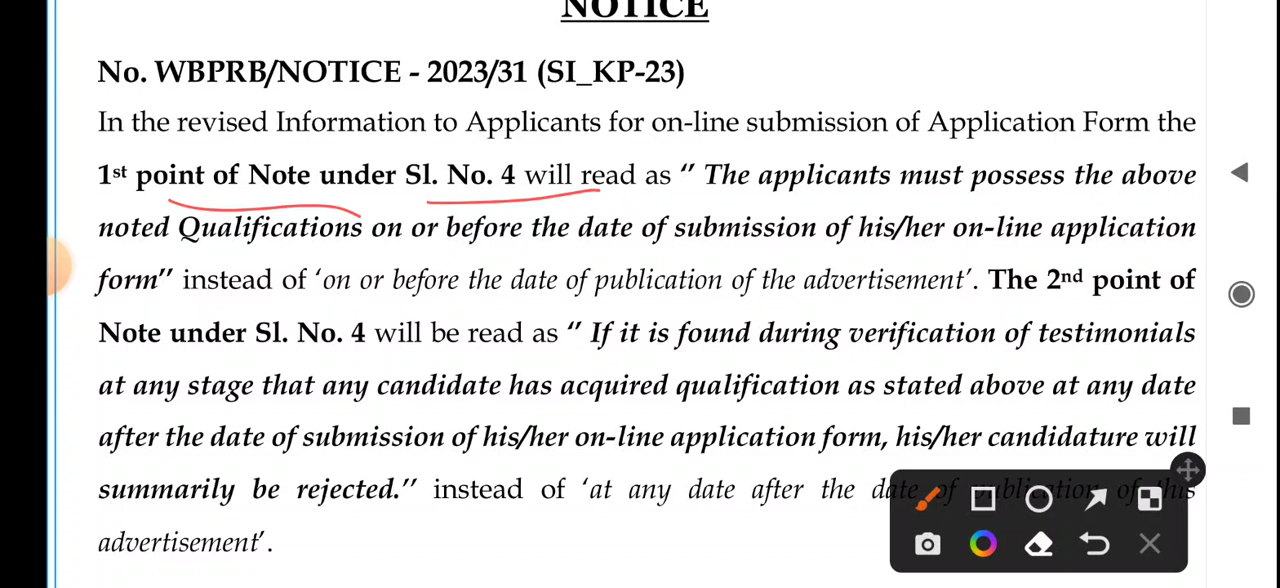 NOTICE
No. WBPRB/NOTICE - 2023/31 (SI_KP-23)
In the revised Information to Applicants for on-line submission of Application Form the
1st point of Note under Sl. No. 4 will read as “ The applicants must possess the above
noted Qualifications on or before the date of submission of his/her on-line application
form” instead of ‘on or before the date of publication of the advertisement’. The 2nd point of
Note under Sl. No. 4 will be read as “ If it is found during verification of testimonials
at any stage that any candidate has acquired qualification as stated above at any date
after the date of submission of his/her on-line application form, his/her candidature will
summarily be rejected.” instead of ‘at any date after the date of publication of this
advertisement’.